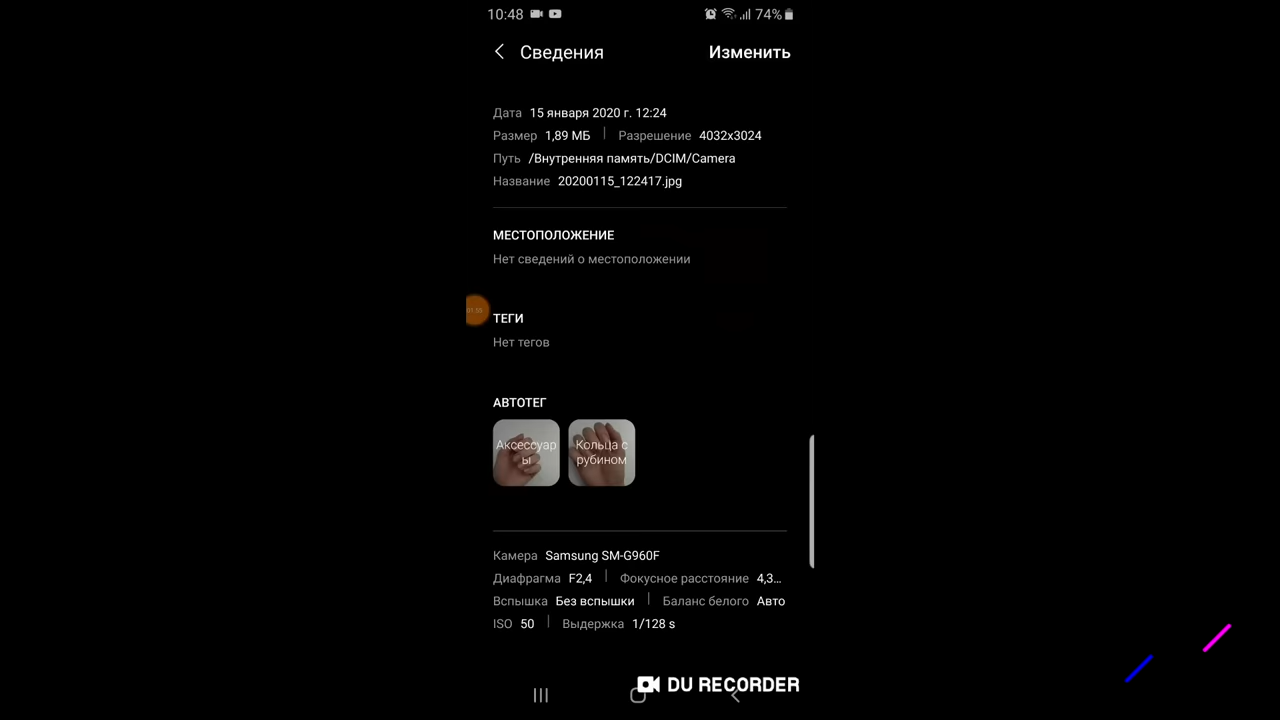 10:48 74%
Сведения Изменить
Дата 15 января 2020 г. 12:24
Размер 1,89 МБ | Разрешение 4032x3024
Путь /Внутренняя память/DCIM/Camera
Название 20200115_122417.jpg
МЕСТОПОЛОЖЕНИЕ
Нет сведений о местоположении
01:55
ТЕГИ
Нет тегов
АВТОТЕГ
Аксессуар
ы
Кольца с
рубином
Камера Samsung SM-G960F
Диафрагма F2,4 | Фокусное расстояние 4,3...
Вспышка Без вспышки | Баланс белого Авто
ISO 50 | Выдержка 1/128 s
DU RECORDER